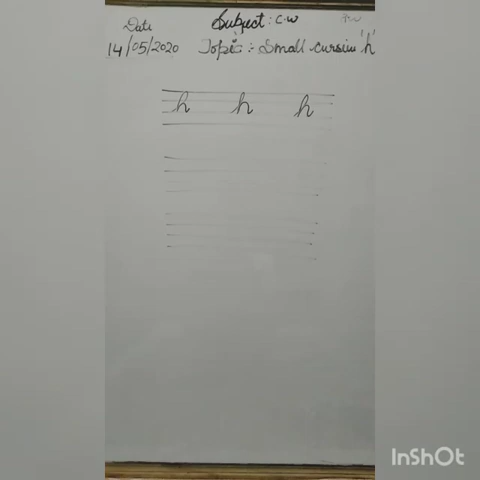 Date Subject : C.W
14/05/2020 Topic :- Small cursive 'h'
h h h
InShOt